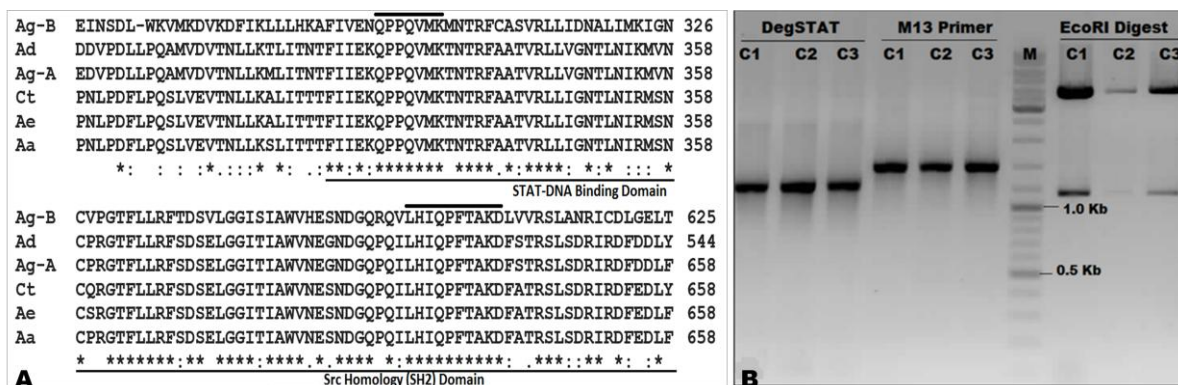 Ag-B EINSDL-WKVMKDVKDFIKLLLHKAFIVENQPPQVMKMNTRFCASVRLLIDNALIMKIGN 326
Ad DDVPDLLPQAMVDVTNLLKTLITNTFIIEKQPPQVMKTNTRFAATVRLLVGNTLNIKMVN 358
Ag-A EDVPDLLPQAMVDVTNLLKMLITNTFIIEKQPPQVMKTNTRFAATVRLLVGNTLNIKMVN 358
Ct PNLPDFLPQSLVEVTNLLKALITTTFIIEKQPPQVMKTNTRFAATVRLLIGNTLNIRMSN 358
Ae PNLPDFLPQSLVEVTNLLKALITTTFIIEKQPPQVMKTNTRFAATVRLLIGNTLNIRMSN 358
Aa PNLPDFLPQSLVEVTNLLKSLITTTFIIEKQPPQVMKTNTRFAATVRLLIGNTLNIRMSN 358
*: : : :.:::* * .:***:*:******* **** *:*****:.*:* *:: *
STAT-DNA Binding Domain
Ag-B CVPGTFLLRFTDSVLGGISIAWVHESNDGQRQVLHIQPFTAKDLVVRSLANRICDLGELT 625
Ad CPRGTFLLRFSDSELGGITIAWVNEGNDGQPQILHIQPFTAKDFSTRSLSDRIRDFDDLY 544
Ag-A CPRGTFLLRFSDSELGGITIAWVNEGNDGQPQILHIQPFTAKDFSTRSLSDRIRDFDDLF 658
Ct CQRGTFLLRFSDSELGGITIAWVNESNDGQPQILHIQPFTAKDFATRSLSDRIRDFEDLY 658
Ae CSRGTFLLRFSDSELGGITIAWVNESNDGQPQILHIQPFTAKDFATRSLSDRIRDFEDLF 658
Aa CPRGTFLLRFSDSELGGITIAWVNESNDGQPQILHIQPFTAKDFATRSLSDRIRDFEDLF 658
* *******:** ****:****:*.**** *:**********: .***::** *: :*
Src Homology (SH2) Domain
A
DegSTAT M13 Primer EcoRI Digest
C1 C2 C3 C1 C2 C3 M C1 C2 C3
1.0 Kb
0.5 Kb
B